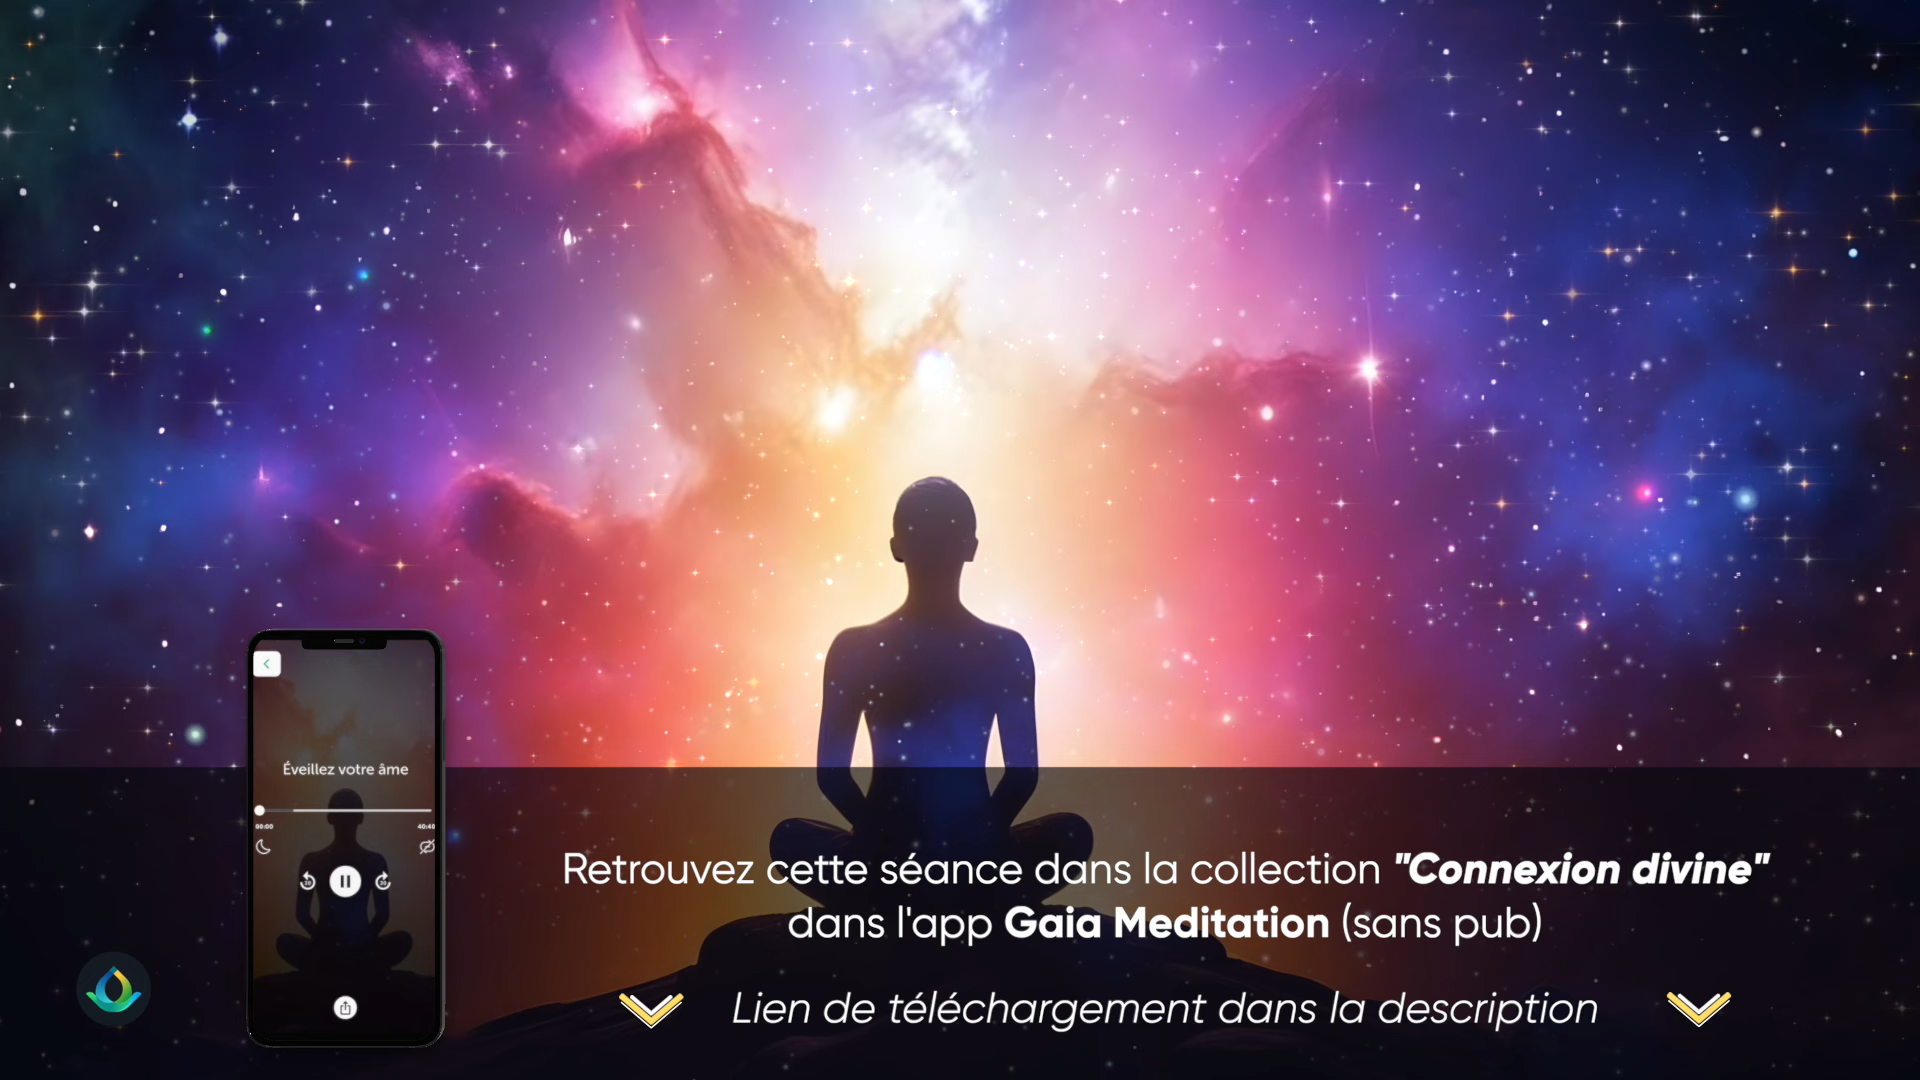 Éveillez votre âme
00:00
40:40
Retrouvez cette séance dans la collection "Connexion divine"
dans l'app Gaia Meditation (sans pub)
Lien de téléchargement dans la description